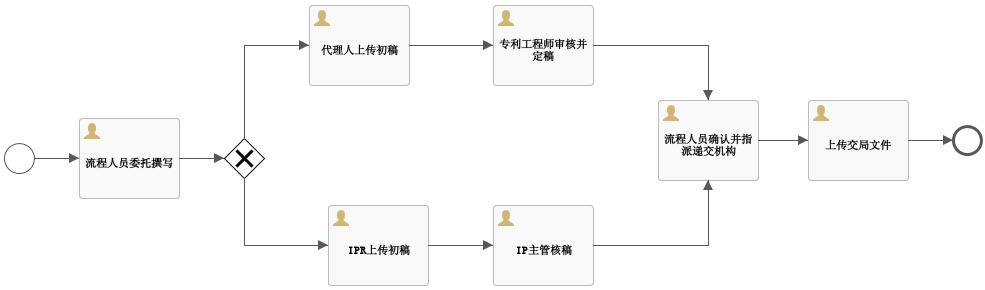 代理人上传初稿
专利工程师审核并
定稿
流程人员委托撰写
流程人员确认并指
派递交机构
上传交局文件
IPR上传初稿
IP主管核稿